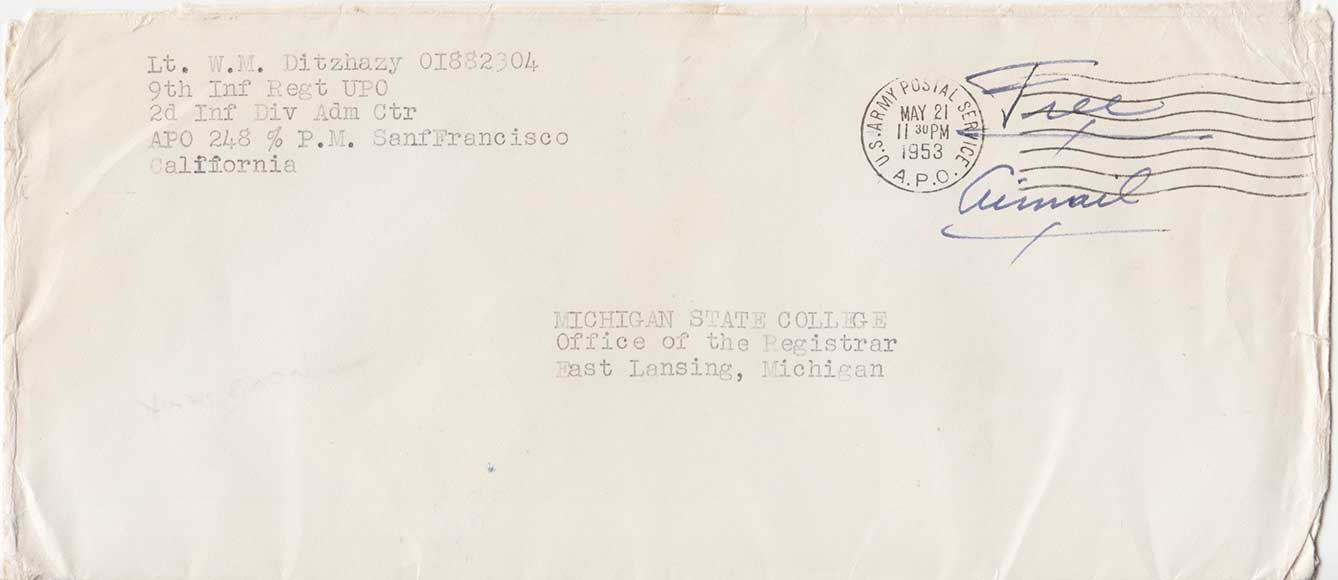 Lt. W.M. Ditzhazy O1882304
9th Inf Regt UPO
2d Inf Div Adm Ctr
APO 248 % P.M. SanfFrancisco
California
U.S. ARMY POSTAL SERVICE
MAY 21
11 30 PM
1953
A.P.O.
Free
Airmail
MICHIGAN STATE COLLEGE
Office of the Registrar
East Lansing, Michigan